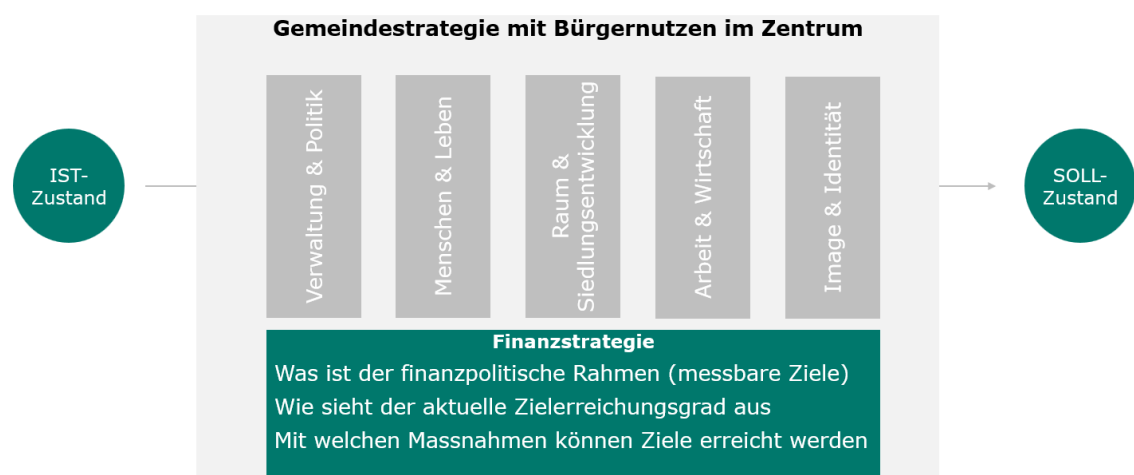 Gemeindestrategie mit Bürgernutzen im Zentrum
IST-
Zustand
Verwaltung & Politik
Menschen & Leben
Raum &
Siedlungsentwicklung
Arbeit & Wirtschaft
Image & Identität
SOLL-
Zustand
Finanzstrategie
Was ist der finanzpolitische Rahmen (messbare Ziele)
Wie sieht der aktuelle Zielerreichungsgrad aus
Mit welchen Massnahmen können Ziele erreicht werden